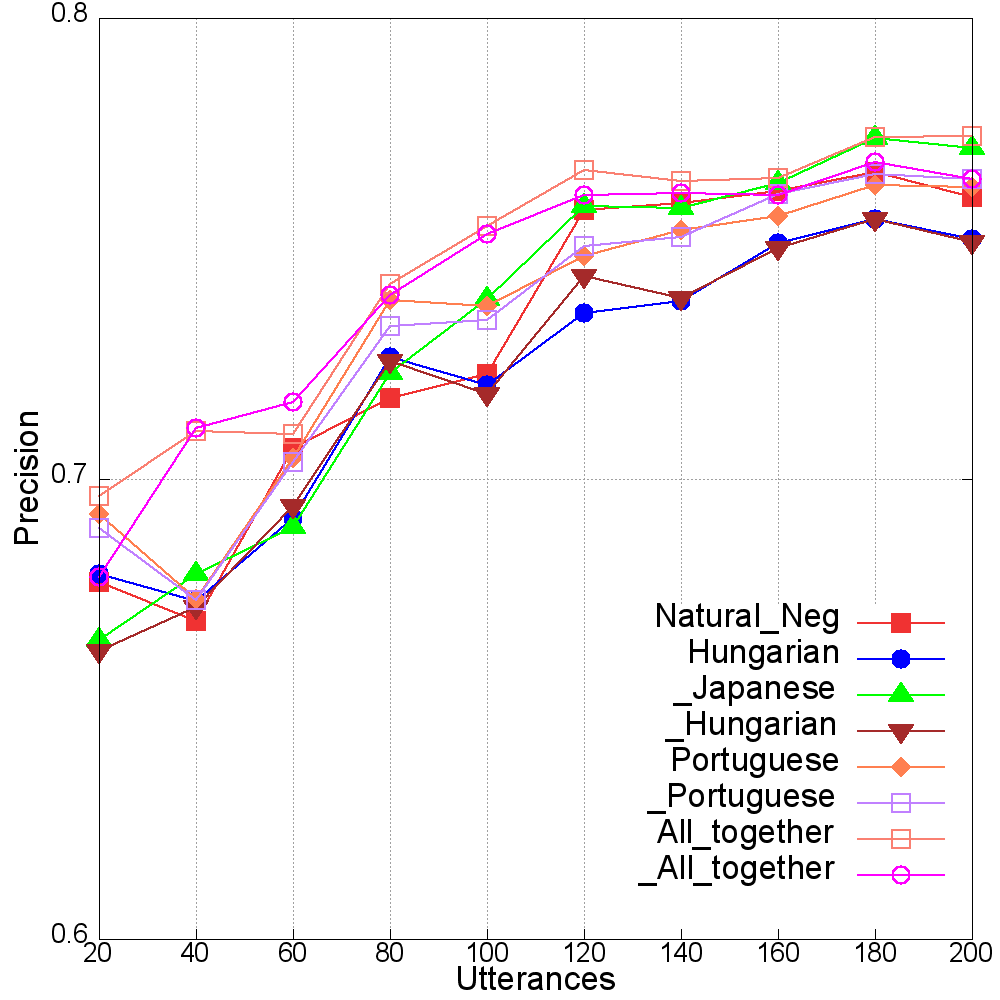 0.8
0.7
0.6
Precision
20 40 60 80 100 120 140 160 180 200
Utterances
Natural_Neg
Hungarian
_Japanese
_Hungarian
Portuguese
_Portuguese
All_together
_All_together